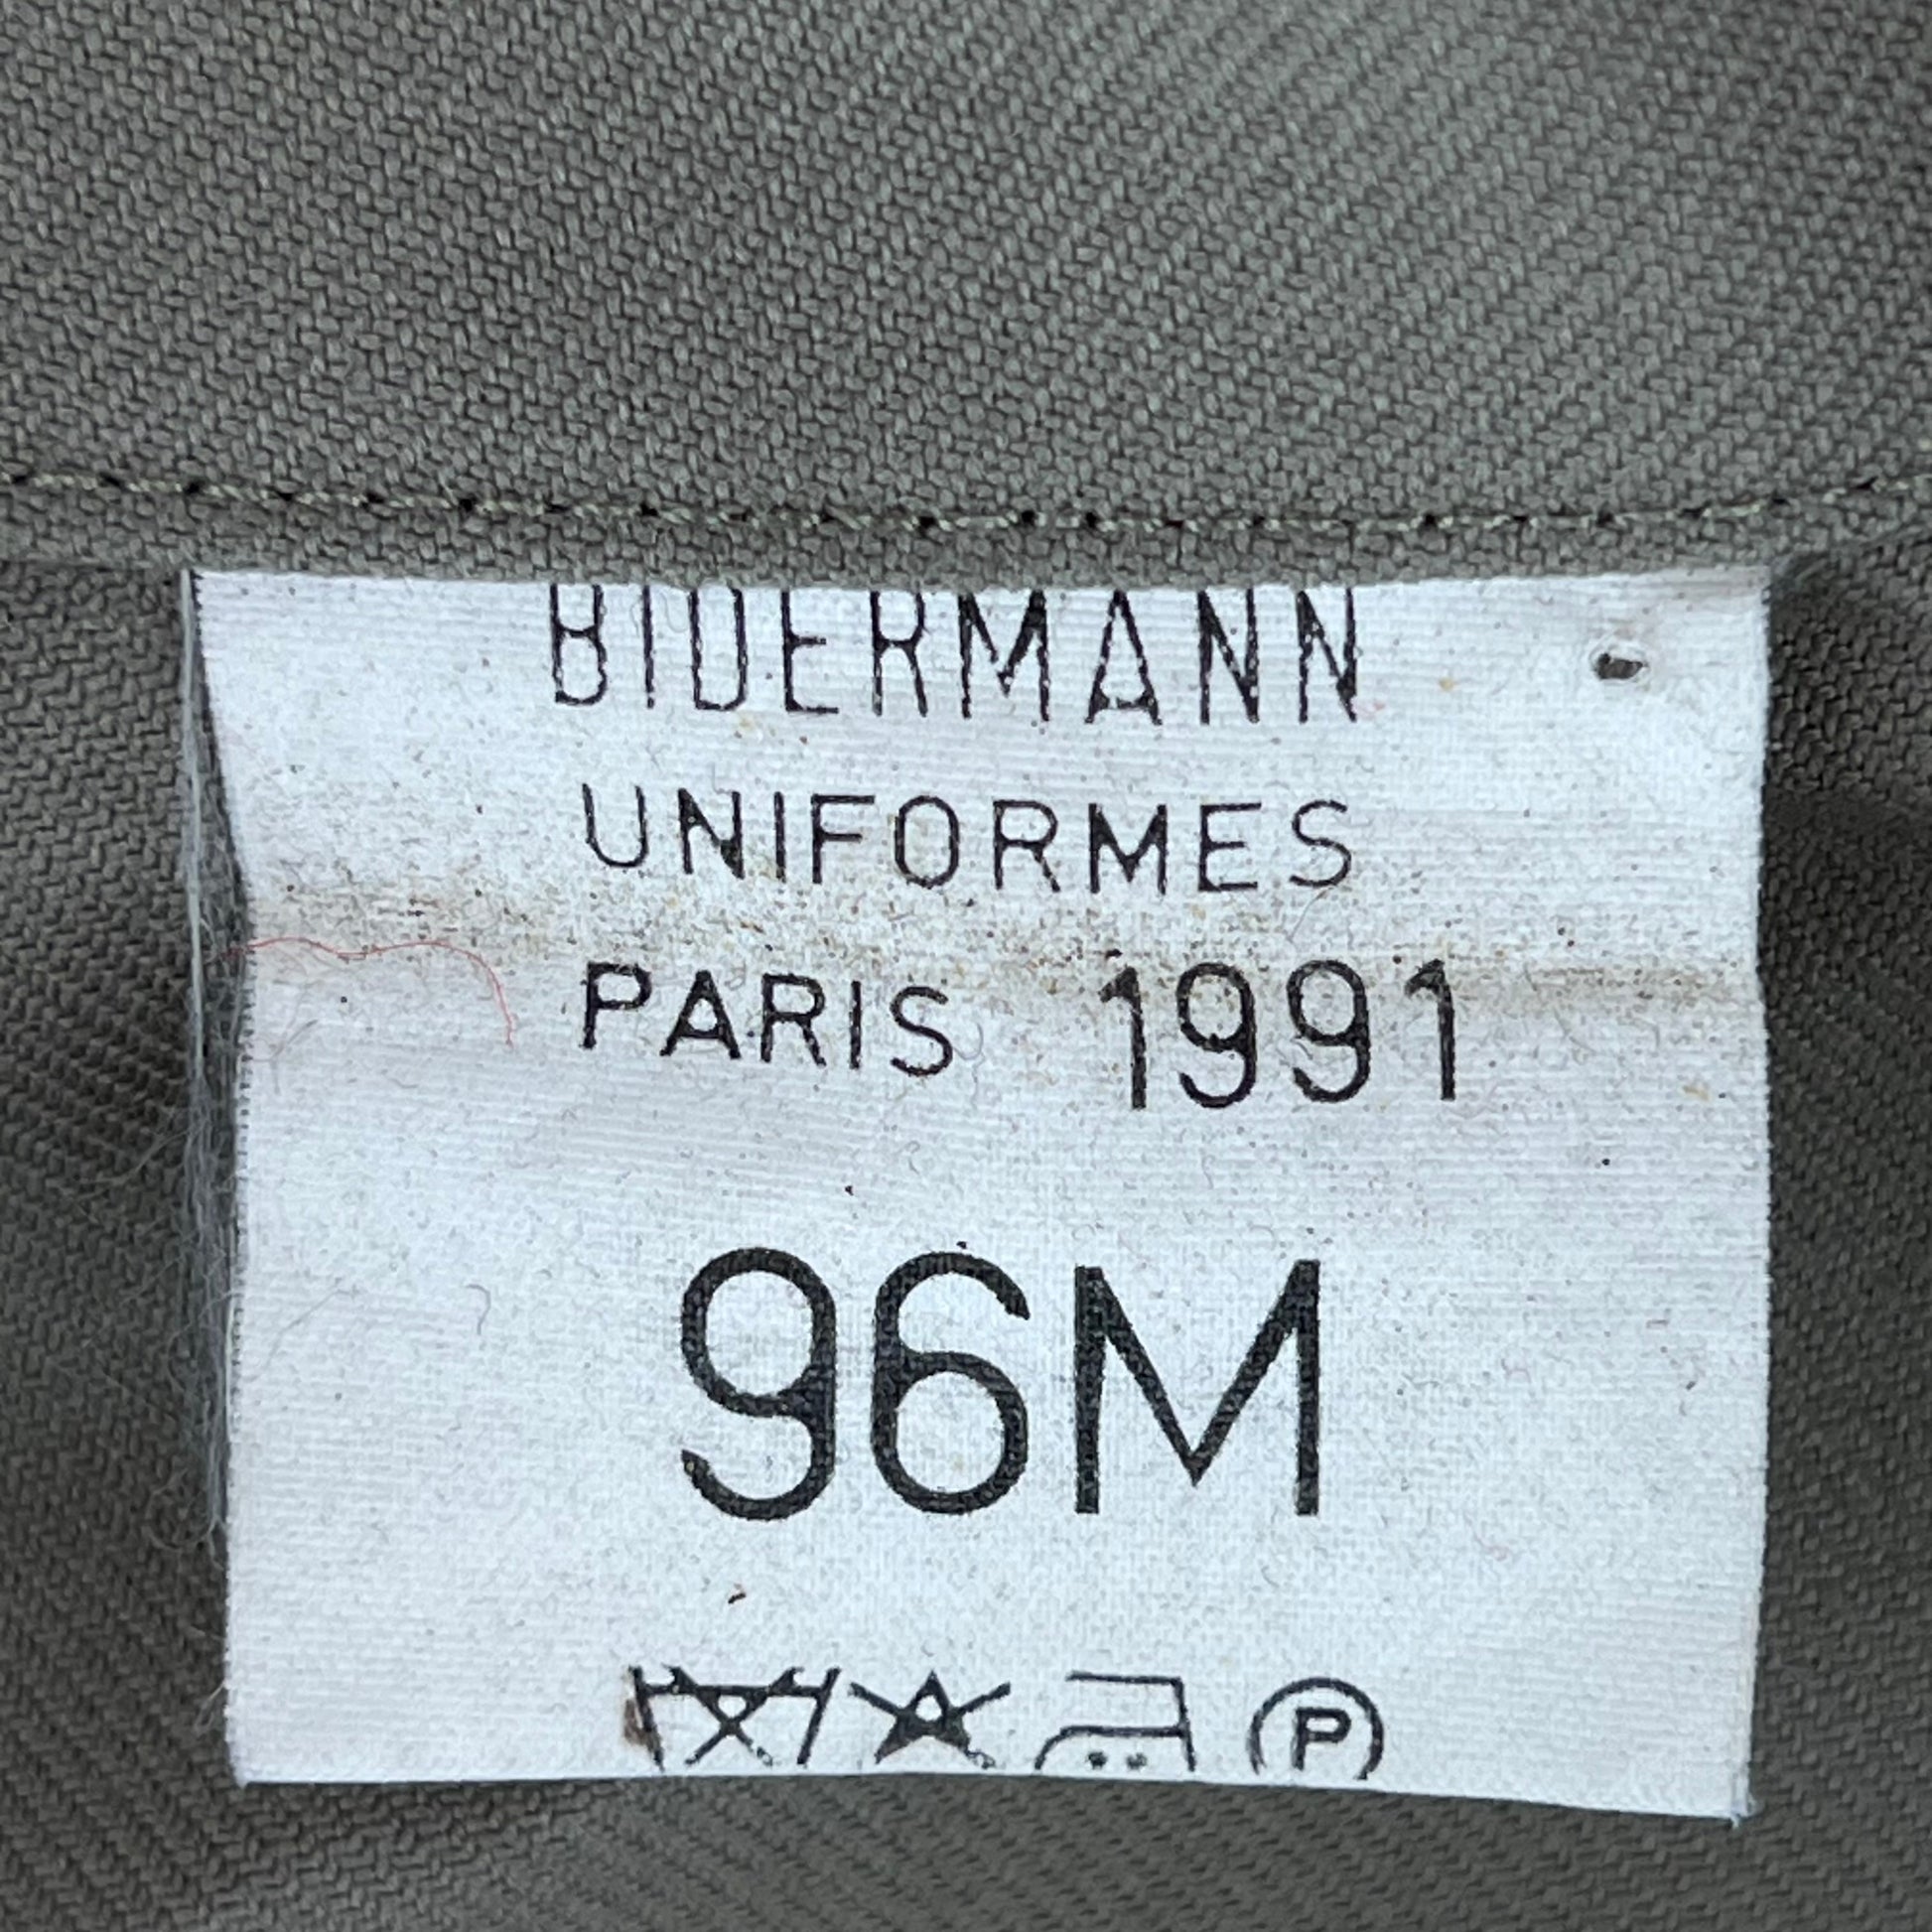 BIDERMANN
UNIFORMES
PARIS 1991
96M
P